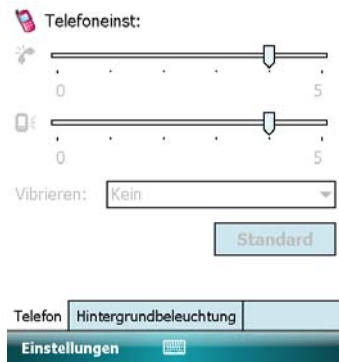 Telefoneinst:
0 5
0 5
Vibrieren: Kein
Standard
Telefon Hintergrundbeleuchtung
Einstellungen